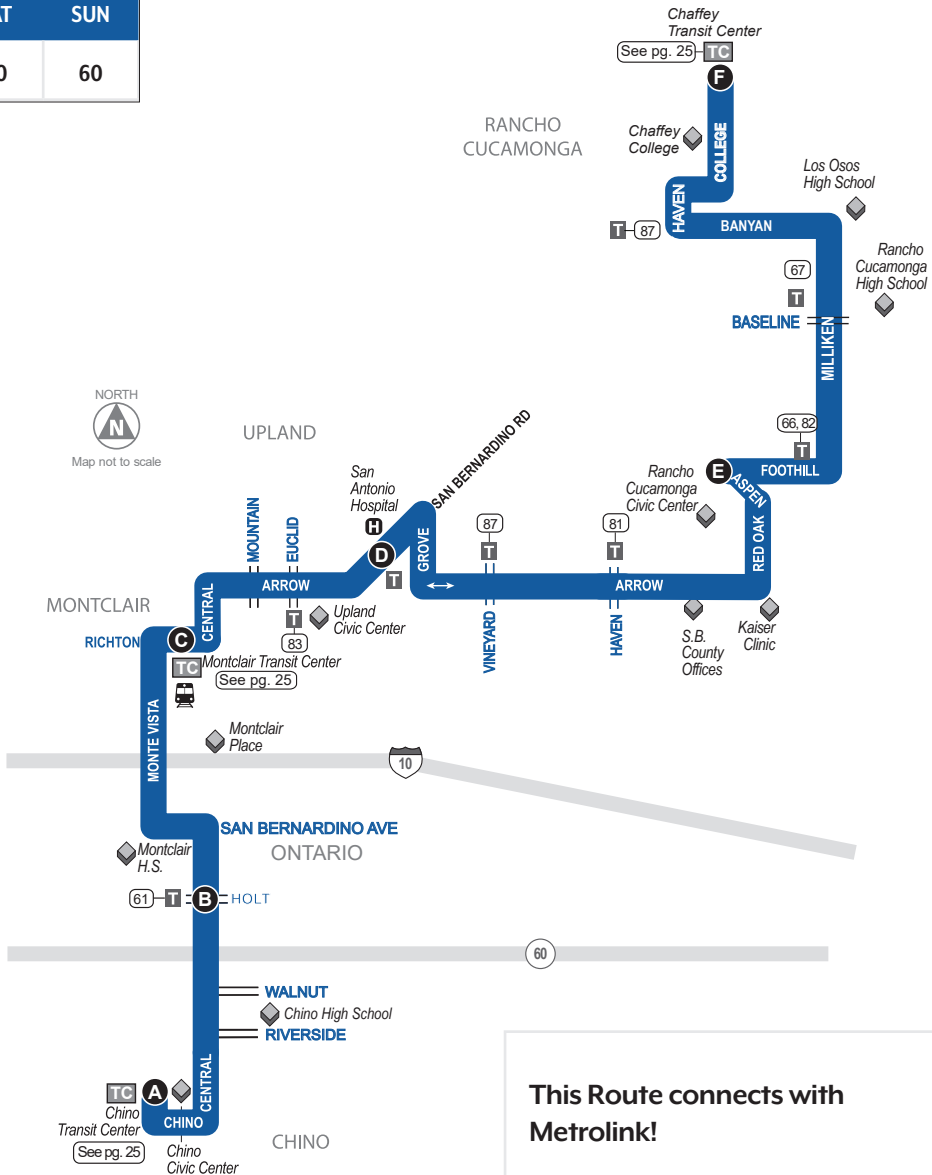 SUN
60
Chaffey
Transit Center
See pg. 25
TC
F
RANCHO
CUCAMONGA
Chaffey
College
COLLEGE
Los Osos
High School
HAVEN
T
87
BANYAN
67
T
Rancho
Cucamonga
High School
BASELINE
MILLIKEN
NORTH
N
Map not to scale
UPLAND
SAN BERNARDINO RD
66, 82
T
San
Antonio
Hospital
H
Rancho
Cucamonga
Civic Center
E
ASPEN
FOOTHILL
MOUNTAIN
EUCLID
D
T
GROVE
87
T
81
T
RED OAK
ARROW
ARROW
MONTCLAIR
CENTRAL
T
83
Upland
Civic Center
VINEYARD
HAVEN
S.B.
County
Offices
Kaiser
Clinic
RICHTON
C
TC
Montclair Transit Center
See pg. 25
MONTE VISTA
Montclair
Place
10
SAN BERNARDINO AVE
ONTARIO
Montclair
H.S.
61
T
B
HOLT
60
WALNUT
Chino High School
RIVERSIDE
CENTRAL
TC
A
Chino
Transit Center
See pg. 25
CHINO
Chino
Civic Center
CHINO
This Route connects with
Metrolink!